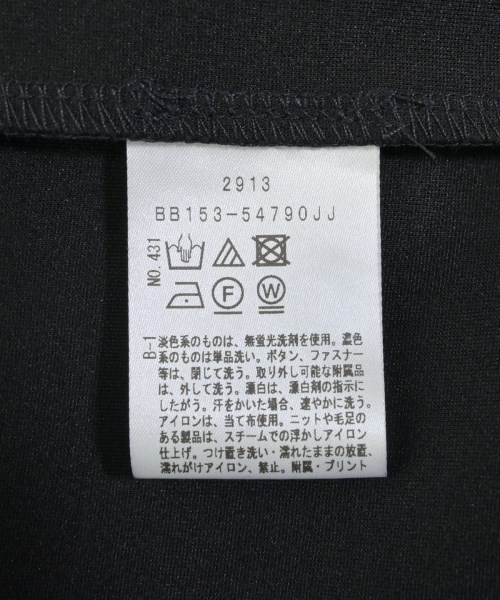 2913
BB153-54790JJ
NO.431
F
W
B-1
淡色系のものは、無蛍光洗剤を使用。濃色
系のものは単品洗い。ボタン、ファスナー
等は、閉じて洗う。取り外し可能な附属品
は、外して洗う。漂白は、漂白剤の指示に
したがう。汗をかいた場合、速やかに洗う。
アイロンは、当て布使用。ニットや毛足の
ある製品は、スチームでの浮かしアイロン
仕上げ。つけ置き洗い・濡れたままの放置、
濡れがけアイロン、禁止。附属・プリント